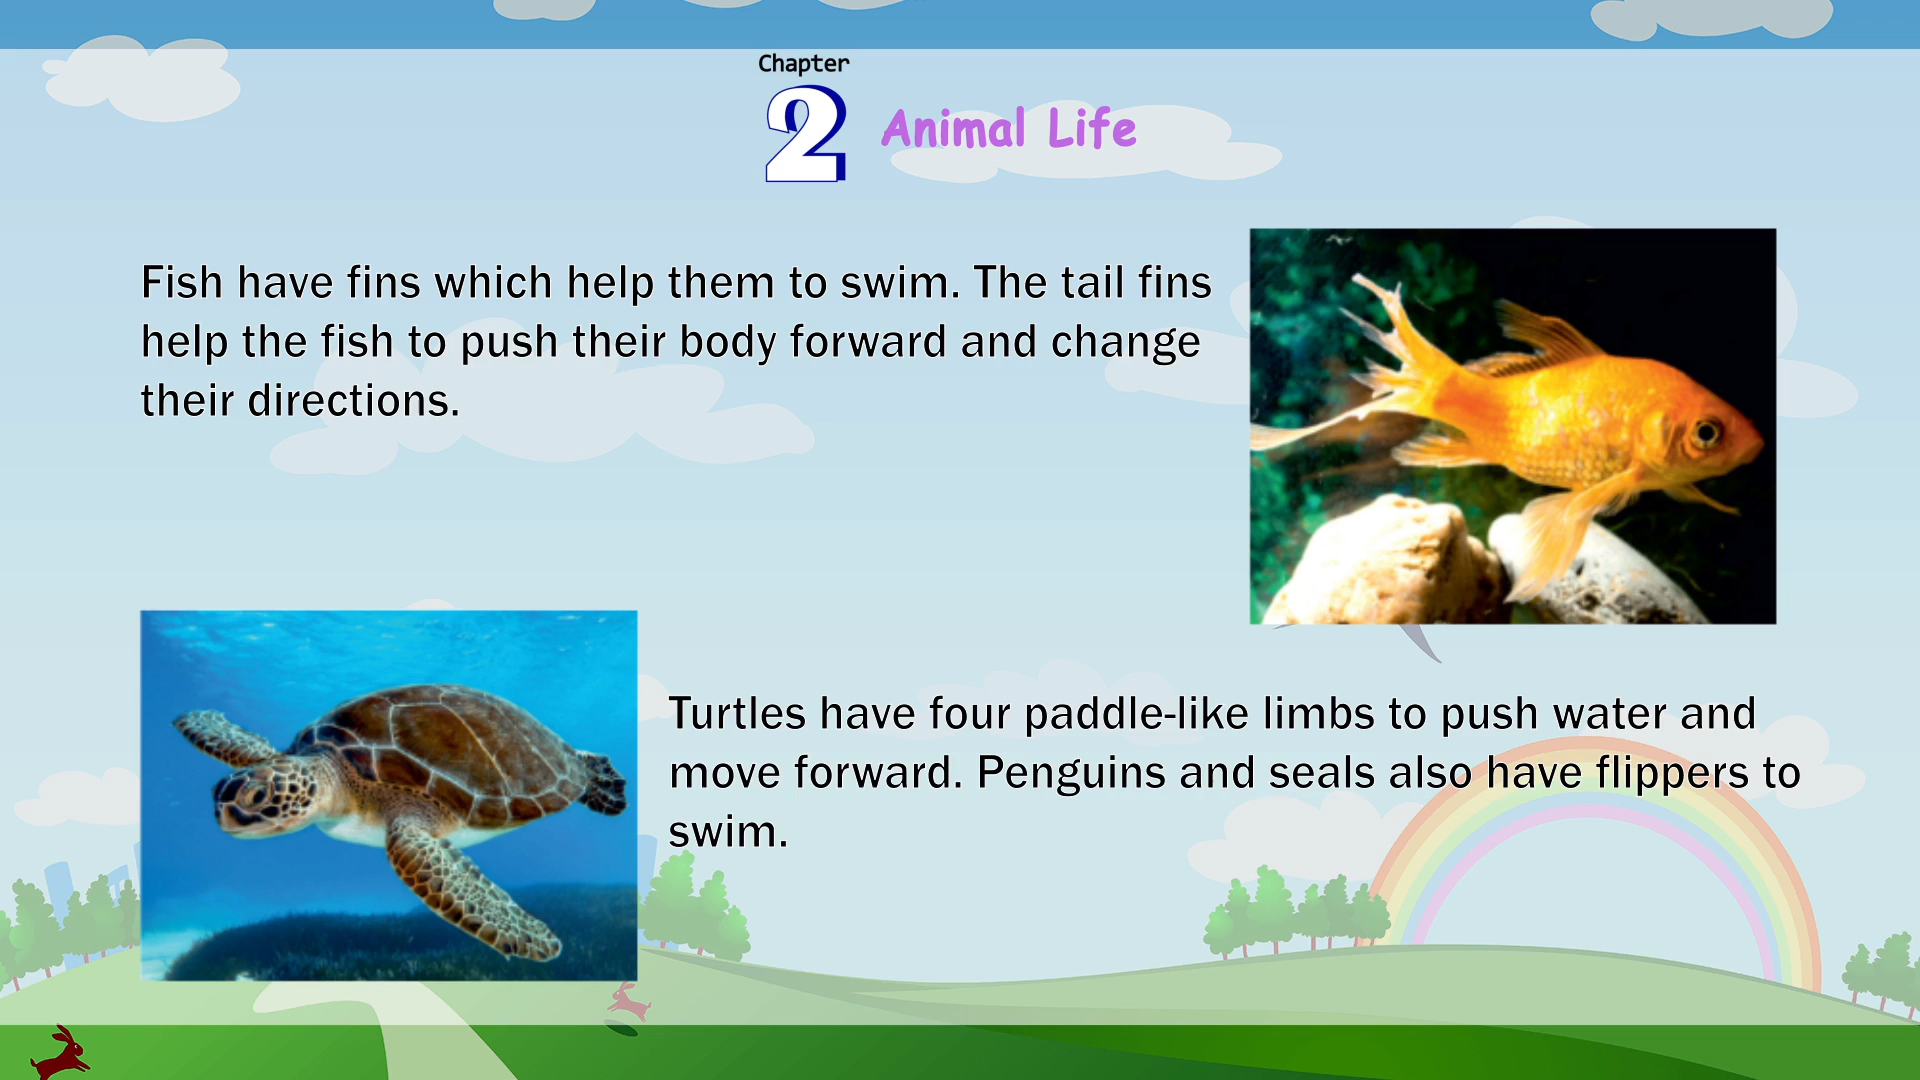 Chapter
2 Animal Life
Fish have fins which help them to swim. The tail fins
help the fish to push their body forward and change
their directions.
Turtles have four paddle-like limbs to push water and
move forward. Penguins and seals also have flippers to
swim.